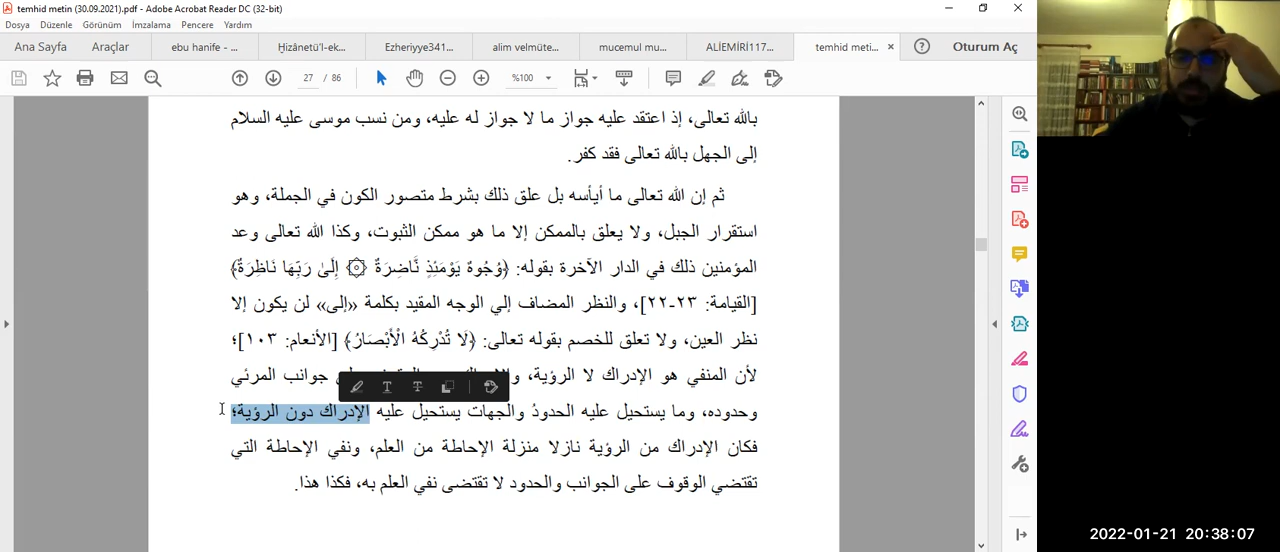 temhid metin (30.09.2021).pdf - Adobe Acrobat Reader DC (32-bit)
Dosya Düzenle Görünüm İmzalama Pencere Yardım
Ana Sayfa Araçlar ebu hanife - ... Ḥizânetü'l-ek... Ezheriyye341... alim velmüte... mucemul mu... ALİEMİRİ117... temhid meti... × Oturum Aç
27 / 86 %100
بالله تعالى، إذ اعتقد عليه جواز ما لا جواز له عليه، ومن نسب موسى عليه السلام
إلى الجهل بالله تعالى فقد كفر.
ثم إن الله تعالى ما أيأسه بل علق ذلك بشرط متصور الكون في الجملة، وهو
استقرار الجبل، ولا يعلق بالممكن إلا ما هو ممكن الثبوت، وكذا الله تعالى وعد
المؤمنين ذلك في الدار الآخرة بقوله: ﴿وُجُوهٌ يَوْمَئِذٍ نَّاضِرَةٌ ۞ إِلَىٰ رَبِّهَا نَاظِرَةٌ﴾
[القيامة: ٢٣-٢٢]، والنظر المضاف إلي الوجه المقيد بكلمة «إلى» لن يكون إلا
نظر العين، ولا تعلق للخصم بقوله تعالى: ﴿لَا تُدْرِكُهُ الْأَبْصَارُ﴾ [الأنعام: ١٠٣]؛
لأن المنفي هو الإدراك لا الرؤية، جوانب المرئي
وحدوده، وما يستحيل عليه الحدودُ والجهات يستحيل عليه الإدراك دون الرؤية؛
فكان الإدراك من الرؤية نازلا منزلة الإحاطة من العلم، ونفي الإحاطة التي
تقتضي الوقوف على الجوانب والحدود لا تقتضى نفي العلم به، فكذا هذا.
2022-01-21 20:38:07